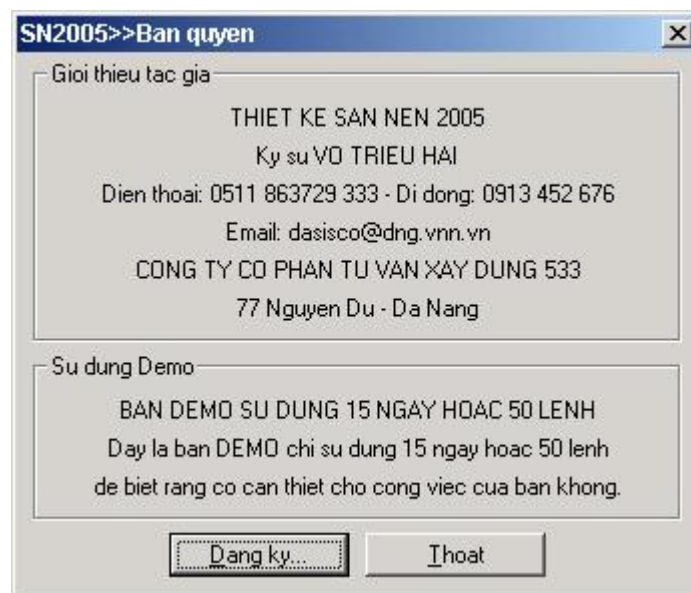 SN2005>>Ban quyen
Gioi thieu tac gia
THIET KE SAN NEN 2005
Ky su VO TRIEU HAI
Dien thoai: 0511 863729 333 - Di dong: 0913 452 676
Email: dasisco@dng.vnn.vn
CONG TY CO PHAN TU VAN XAY DUNG 533
77 Nguyen Du - Da Nang
Su dung Demo
BAN DEMO SU DUNG 15 NGAY HOAC 50 LENH
Day la ban DEMO chi su dung 15 ngay hoac 50 lenh
de biet rang co can thiet cho cong viec cua ban khong.
Dang ky...
Thoat